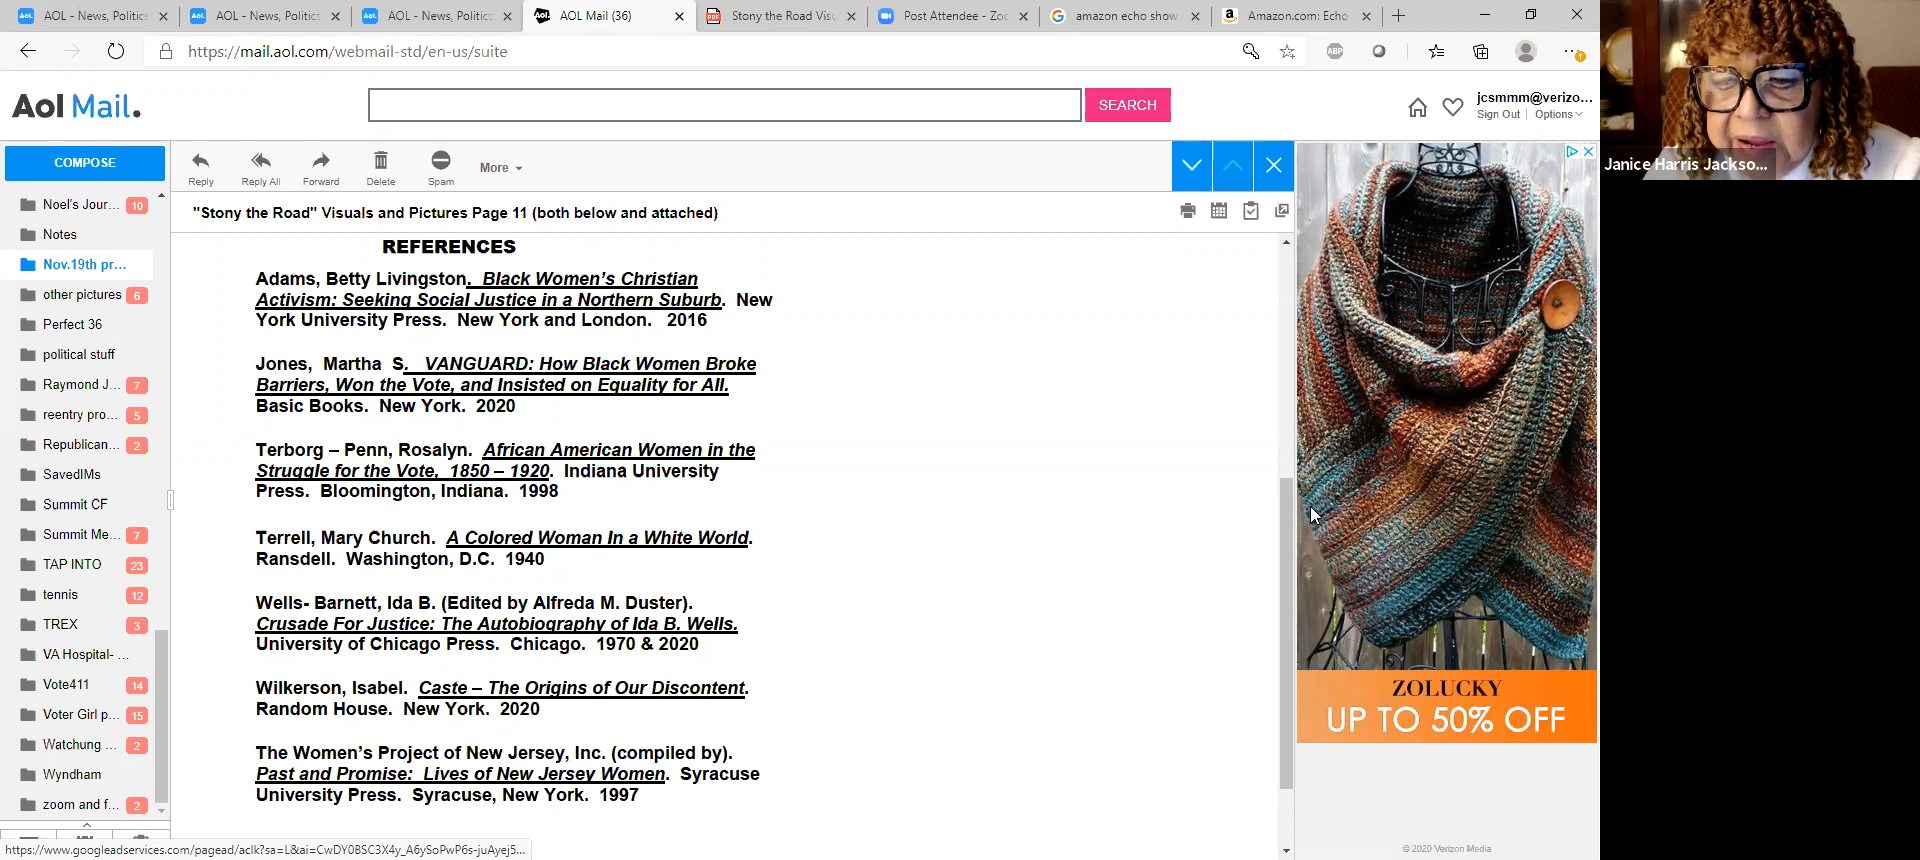 AOL - News, Politics
AOL - News, Politics
AOL - News, Politics
AOL Mail (36)
Stony the Road Visu
Post Attendee - Zoo
amazon echo show
Amazon.com: Echo
https://mail.aol.com/webmail-std/en-us/suite
ABP
Aol Mail.
SEARCH
jcsmmm@verizo...
Sign Out | Options
COMPOSE
Reply
Reply All
Forward
Delete
Spam
More
Noel's Jour... 10
Notes
Nov.19th pr...
other pictures 6
Perfect 36
political stuff
Raymond J... 7
reentry pro... 5
Republican... 2
SavedIMs
Summit CF
Summit Me... 7
TAP INTO 23
tennis 12
TREX 3
VA Hospital- ...
Vote411 14
Voter Girl p... 15
Watchung ... 2
Wyndham
zoom and f... 2
"Stony the Road" Visuals and Pictures Page 11 (both below and attached)
REFERENCES
Adams, Betty Livingston. Black Women's Christian
Activism: Seeking Social Justice in a Northern Suburb. New
York University Press. New York and London. 2016
Jones, Martha S. VANGUARD: How Black Women Broke
Barriers, Won the Vote, and Insisted on Equality for All.
Basic Books. New York. 2020
Terborg – Penn, Rosalyn. African American Women in the
Struggle for the Vote, 1850 – 1920. Indiana University
Press. Bloomington, Indiana. 1998
Terrell, Mary Church. A Colored Woman In a White World.
Ransdell. Washington, D.C. 1940
Wells- Barnett, Ida B. (Edited by Alfreda M. Duster).
Crusade For Justice: The Autobiography of Ida B. Wells.
University of Chicago Press. Chicago. 1970 & 2020
Wilkerson, Isabel. Caste – The Origins of Our Discontent.
Random House. New York. 2020
The Women's Project of New Jersey, Inc. (compiled by).
Past and Promise: Lives of New Jersey Women. Syracuse
University Press. Syracuse, New York. 1997
ZOLUCKY
UP TO 50% OFF
© 2020 Verizon Media
https://www.googleadservices.com/pagead/aclk?sa=L&ai=CwDY0BSC3X4y_A6ySoPwP6s-juAyej5...
Janice Harris Jackso...